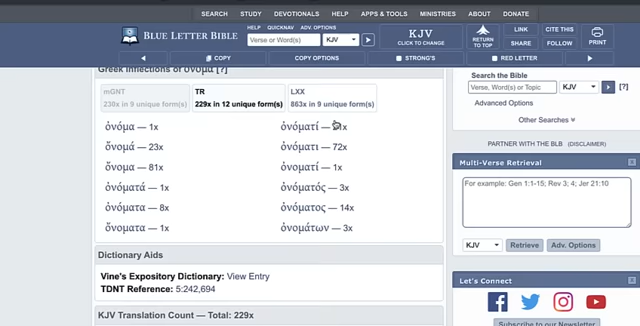 SEARCH STUDY DEVOTIONALS HELP APPS & TOOLS MINISTRIES ABOUT DONATE
HELP QUICKNAV ADV. OPTIONS
BLUE LETTER BIBLE
Verse or Word(s) KJV
KJV
CLICK TO CHANGE
RETURN
TO TOP
LINK
CITE THIS
SHARE
FOLLOW
PRINT
COPY
COPY OPTIONS
STRONG'S
RED LETTER
Greek Inflections of ὄνομα [?]
mGNT
230x in 9 unique form(s)
TR
229x in 12 unique form(s)
LXX
863x in 9 unique form(s)
ὀνόμα — 1x
ὄνομά — 23x
ὄνομα — 81x
ὀνοματά — 1x
ὀνόματα — 8x
ὄνοματα — 1x
ὀνόματί —
ὀνόματι — 72x
ὀνοματί — 1x
ὀνόματός — 3x
ὀνόματος — 14x
ὀνομάτων — 3x
Dictionary Aids
Vine's Expository Dictionary: View Entry
TDNT Reference: 5:242,694
KJV Translation Count — Total: 229x
Search the Bible
Verse, Word(s), or Topic KJV [?]
Advanced Options
Other Searches
PARTNER WITH THE BLB (DISCLAIMER)
Multi-Verse Retrieval X
For example: Gen 1:1-15; Rev 3; 4; Jer 21:10
KJV Retrieve Adv. Options
Let's Connect X
Subscribe to our Newsletter